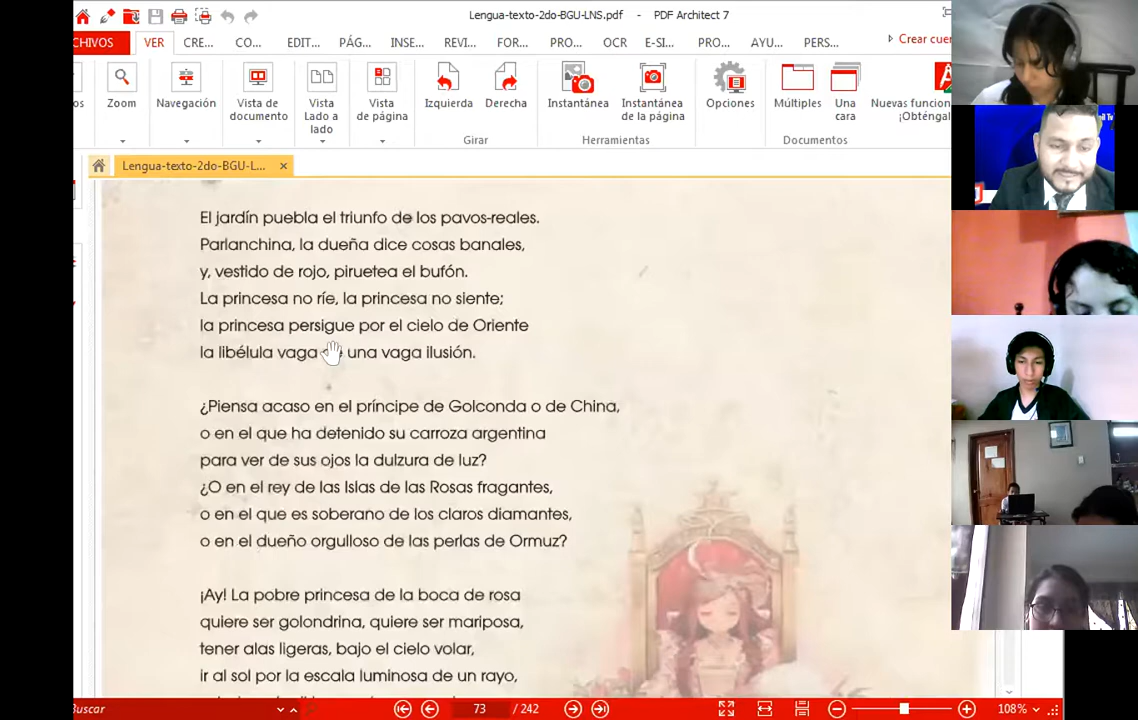 Lengua-texto-2do-BGU-LNS.pdf - PDF Architect 7
CHIVOS VER CRE... CO... EDIT... PÁG... INSE... REVI... FOR... PRO... OCR E-SI... PRO... AYU... PERS...
Crear cuen
Zoom
Navegación
Vista de documento
Vista Lado a lado
Vista de página
Izquierda
Derecha
Girar
Instantánea
Instantánea de la página
Herramientas
Opciones
Múltiples
Una cara
Documentos
Nuevas funcion
¡Obténgal
Lengua-texto-2do-BGU-L...
El jardín puebla el triunfo de los pavos-reales.
Parlanchina, la dueña dice cosas banales,
y, vestido de rojo, piruetea el bufón.
La princesa no ríe, la princesa no siente;
la princesa persigue por el cielo de Oriente
la libélula vaga una vaga ilusión.
¿Piensa acaso en el príncipe de Golconda o de China,
o en el que ha detenido su carroza argentina
para ver de sus ojos la dulzura de luz?
¿O en el rey de las Islas de las Rosas fragantes,
o en el que es soberano de los claros diamantes,
o en el dueño orgulloso de las perlas de Ormuz?
¡Ay! La pobre princesa de la boca de rosa
quiere ser golondrina, quiere ser mariposa,
tener alas ligeras, bajo el cielo volar,
ir al sol por la escala luminosa de un rayo,
Buscar
73 / 242
108%